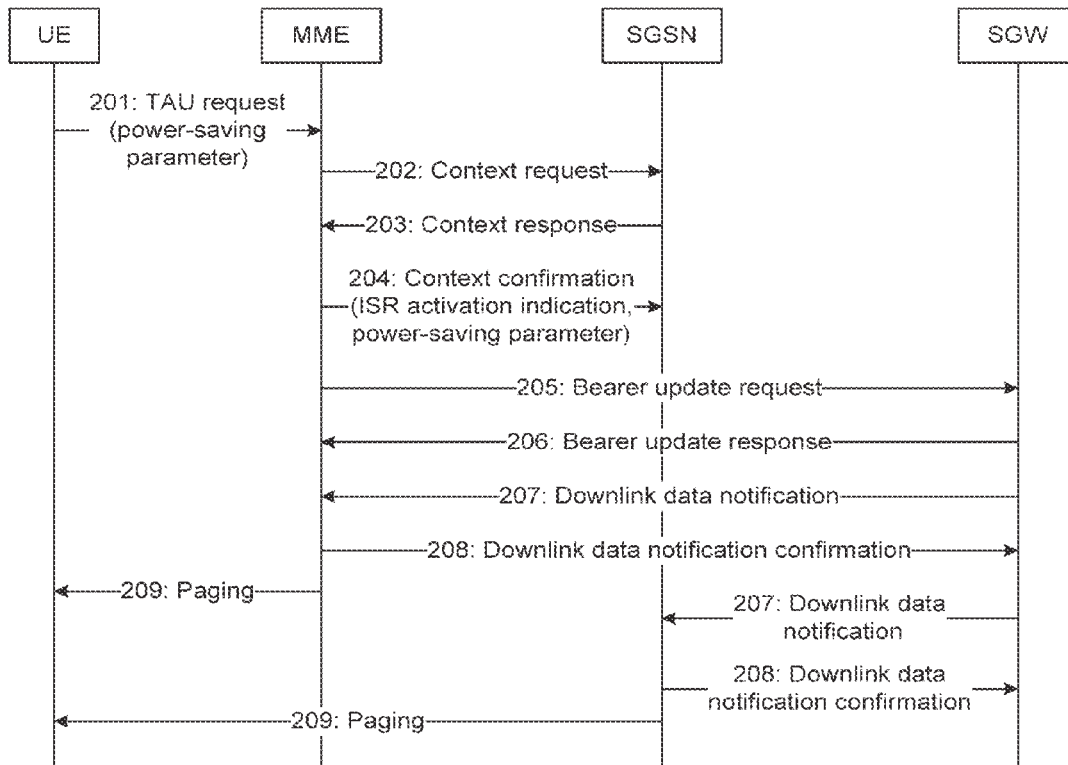 UE
MME
SGSN
SGW
201: TAU request
(power-saving
parameter)
202: Context request
203: Context response
204: Context confirmation
(ISR activation indication,
power-saving parameter)
205: Bearer update request
206: Bearer update response
207: Downlink data notification
208: Downlink data notification confirmation
209: Paging
207: Downlink data
notification
208: Downlink data
notification confirmation
209: Paging